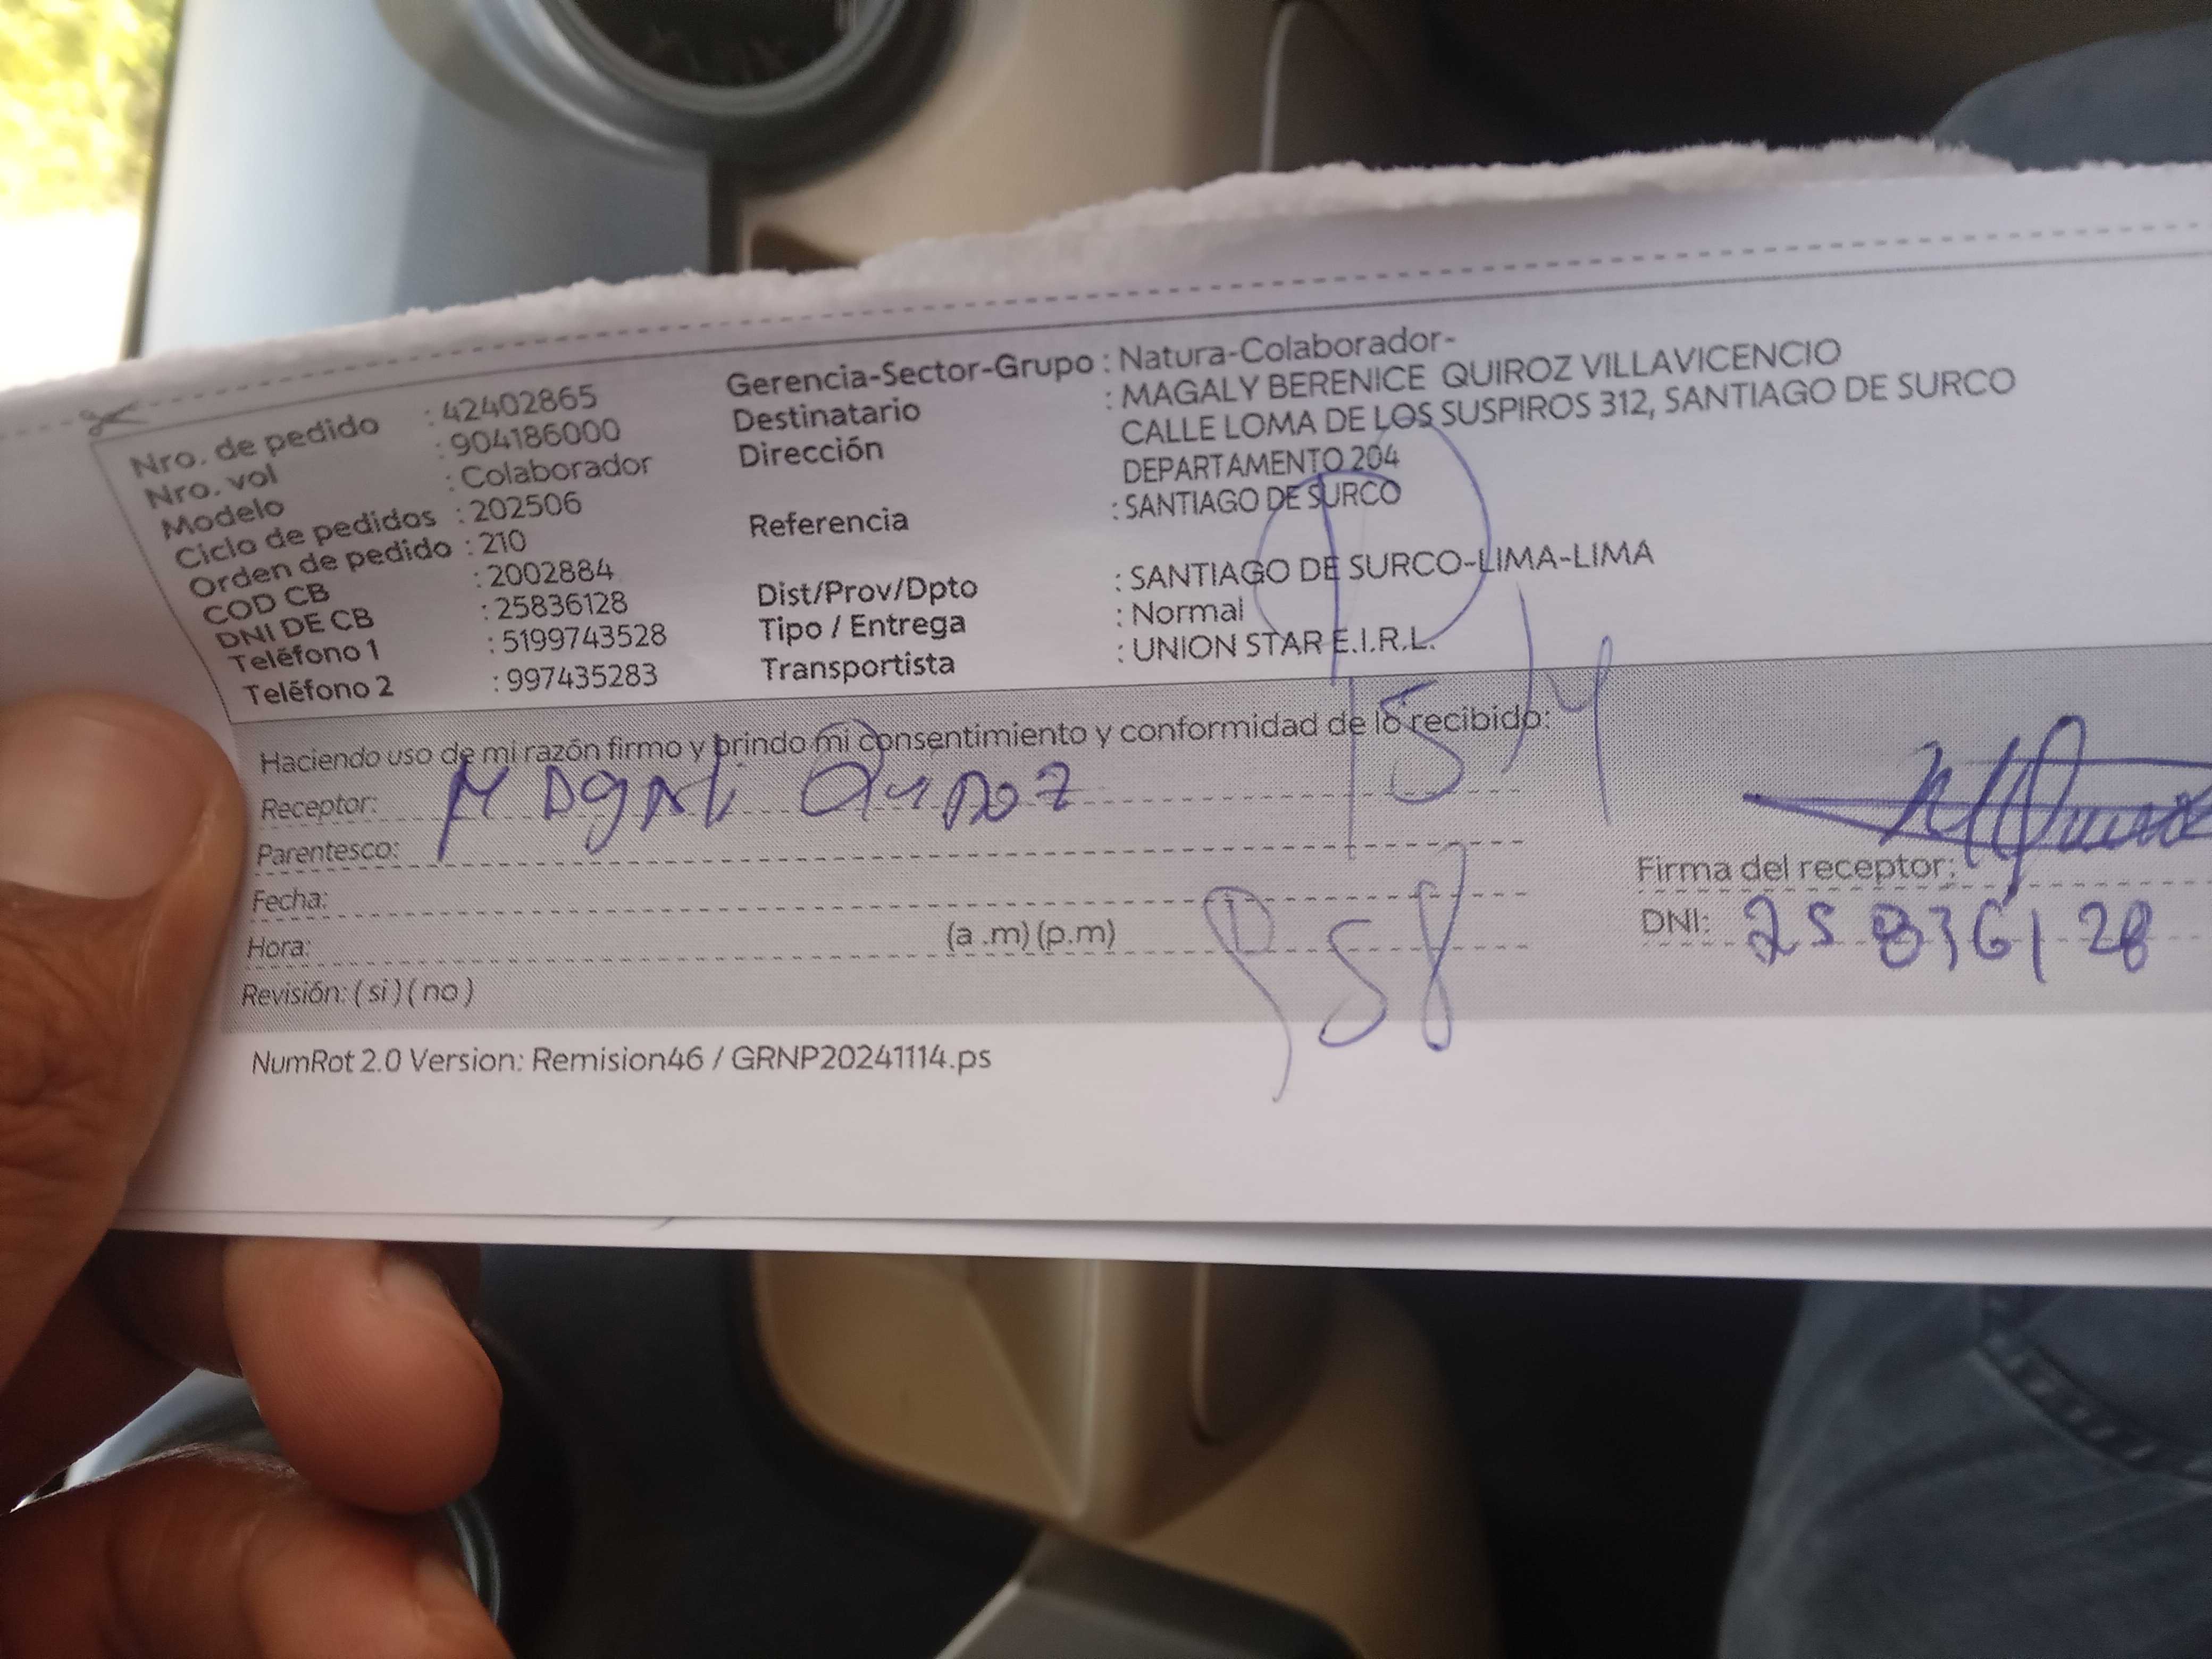 Nro. de pedido : 42402865
Nro. vol : 904186000
Modelo : Colaborador
Ciclo de pedidos : 202506
Orden de pedido : 210
COD CB : 2002884
DNI DE CB : 25836128
Teléfono 1 : 5199743528
Teléfono 2 : 997435283
Gerencia-Sector-Grupo : Natura-Colaborador-
Destinatario : MAGALY BERENICE QUIROZ VILLAVICENCIO
Dirección CALLE LOMA DE LOS SUSPIROS 312, SANTIAGO DE SURCO
DEPARTAMENTO 204
Referencia : SANTIAGO DE SURCO
Dist/Prov/Dpto : SANTIAGO DE SURCO-LIMA-LIMA
Tipo / Entrega : Normal
Transportista : UNION STAR E.I.R.L.
Haciendo uso de mi razón firmo y brindo mi consentimiento y conformidad de lo recibido:
15/4
Receptor: Quiroz
Parentesco:
Fecha:
Hora: (a .m) (p.m)
958
Revisión: ( si ) ( no )
Firma del receptor:
DNI: 25836128
NumRot 2.0 Version: Remision46 / GRNP20241114.ps